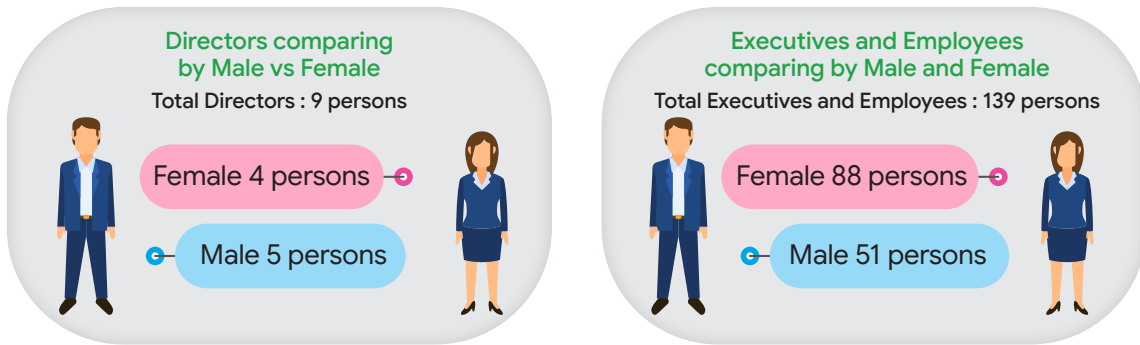 Directors comparing
by Male vs Female
Total Directors : 9 persons
Female 4 persons
Male 5 persons
Executives and Employees
comparing by Male and Female
Total Executives and Employees : 139 persons
Female 88 persons
Male 51 persons